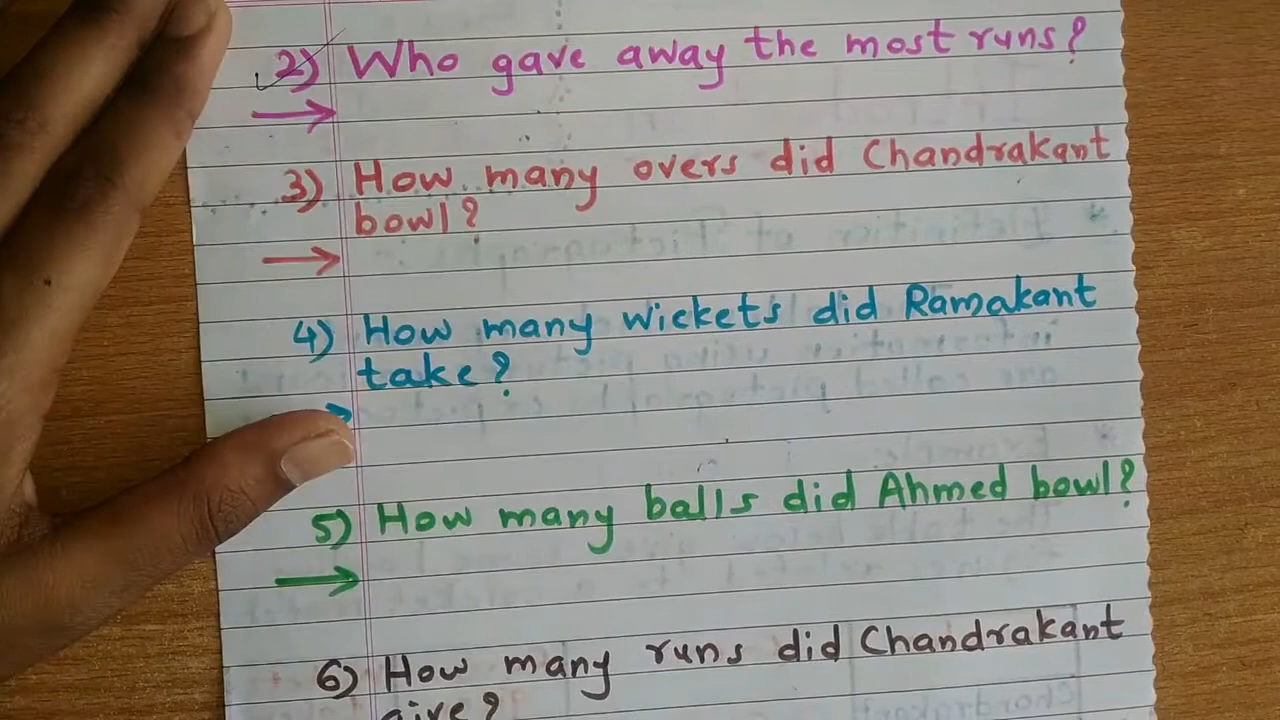 2) Who gave away the most runs?
3) How many overs did Chandrakant
bowl?
4) How many wickets did Ramakant
take?
5) How many balls did Ahmed bowl?
6) How many runs did Chandrakant
give?